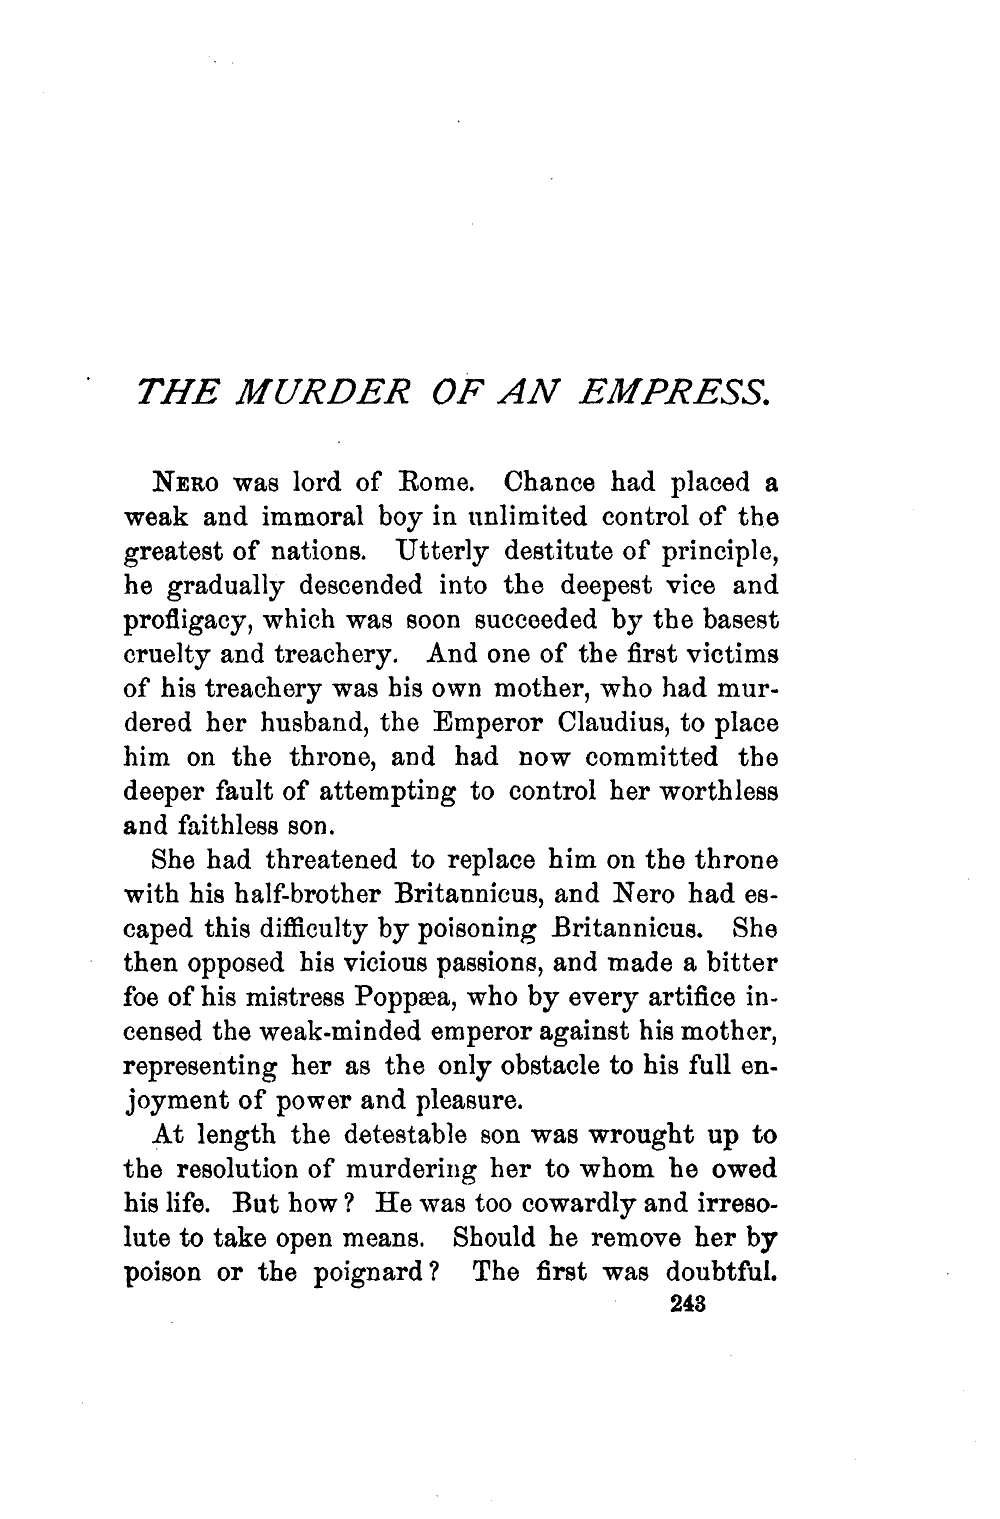 THE MURDER OF AN EMPRESS.
NERO was lord of Rome. Chance had placed a
weak and immoral boy in unlimited control of the
greatest of nations. Utterly destitute of principle,
he gradually descended into the deepest vice and
profligacy, which was soon succeeded by the basest
cruelty and treachery. And one of the first victims
of his treachery was his own mother, who had mur-
dered her husband, the Emperor Claudius, to place
him on the throne, and had now committed the
deeper fault of attempting to control her worthless
and faithless son.
She had threatened to replace him on the throne
with his half-brother Britannicus, and Nero had es-
caped this difficulty by poisoning Britannicus. She
then opposed his vicious passions, and made a bitter
foe of his mistress Poppæa, who by every artifice in-
censed the weak-minded emperor against his mother,
representing her as the only obstacle to his full en-
joyment of power and pleasure.
At length the detestable son was wrought up to
the resolution of murdering her to whom he owed
his life. But how? He was too cowardly and irreso-
lute to take open means. Should he remove her by
poison or the poignard? The first was doubtful.
243